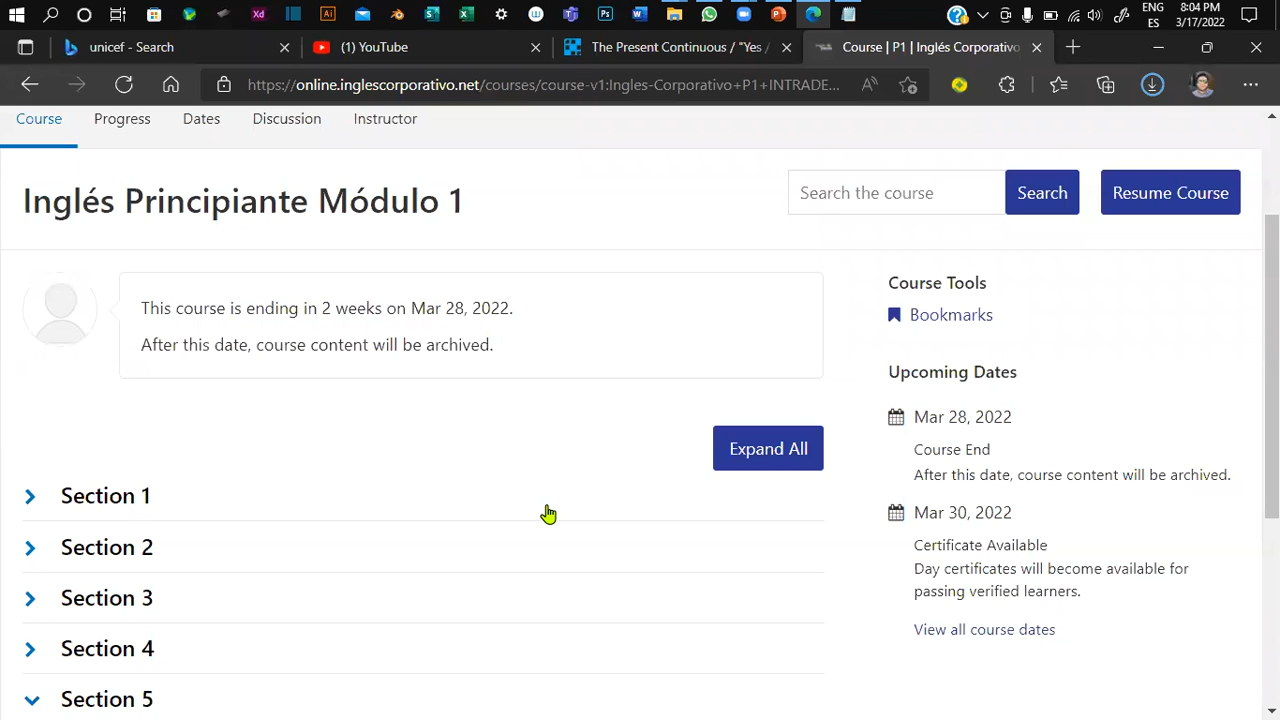 ENG
ES
8:04 PM
3/17/2022
unicef - Search
(1) YouTube
The Present Continuous / "Yes /
Course | P1 | Inglés Corporativo
https://online.inglescorporativo.net/courses/course-v1:Ingles-Corporativo+P1+INTRADE...
Course
Progress
Dates
Discussion
Instructor
Inglés Principiante Módulo 1
Search the course
Search
Resume Course
This course is ending in 2 weeks on Mar 28, 2022.
After this date, course content will be archived.
Expand All
Section 1
Section 2
Section 3
Section 4
Section 5
Course Tools
Bookmarks
Upcoming Dates
Mar 28, 2022
Course End
After this date, course content will be archived.
Mar 30, 2022
Certificate Available
Day certificates will become available for
passing verified learners.
View all course dates